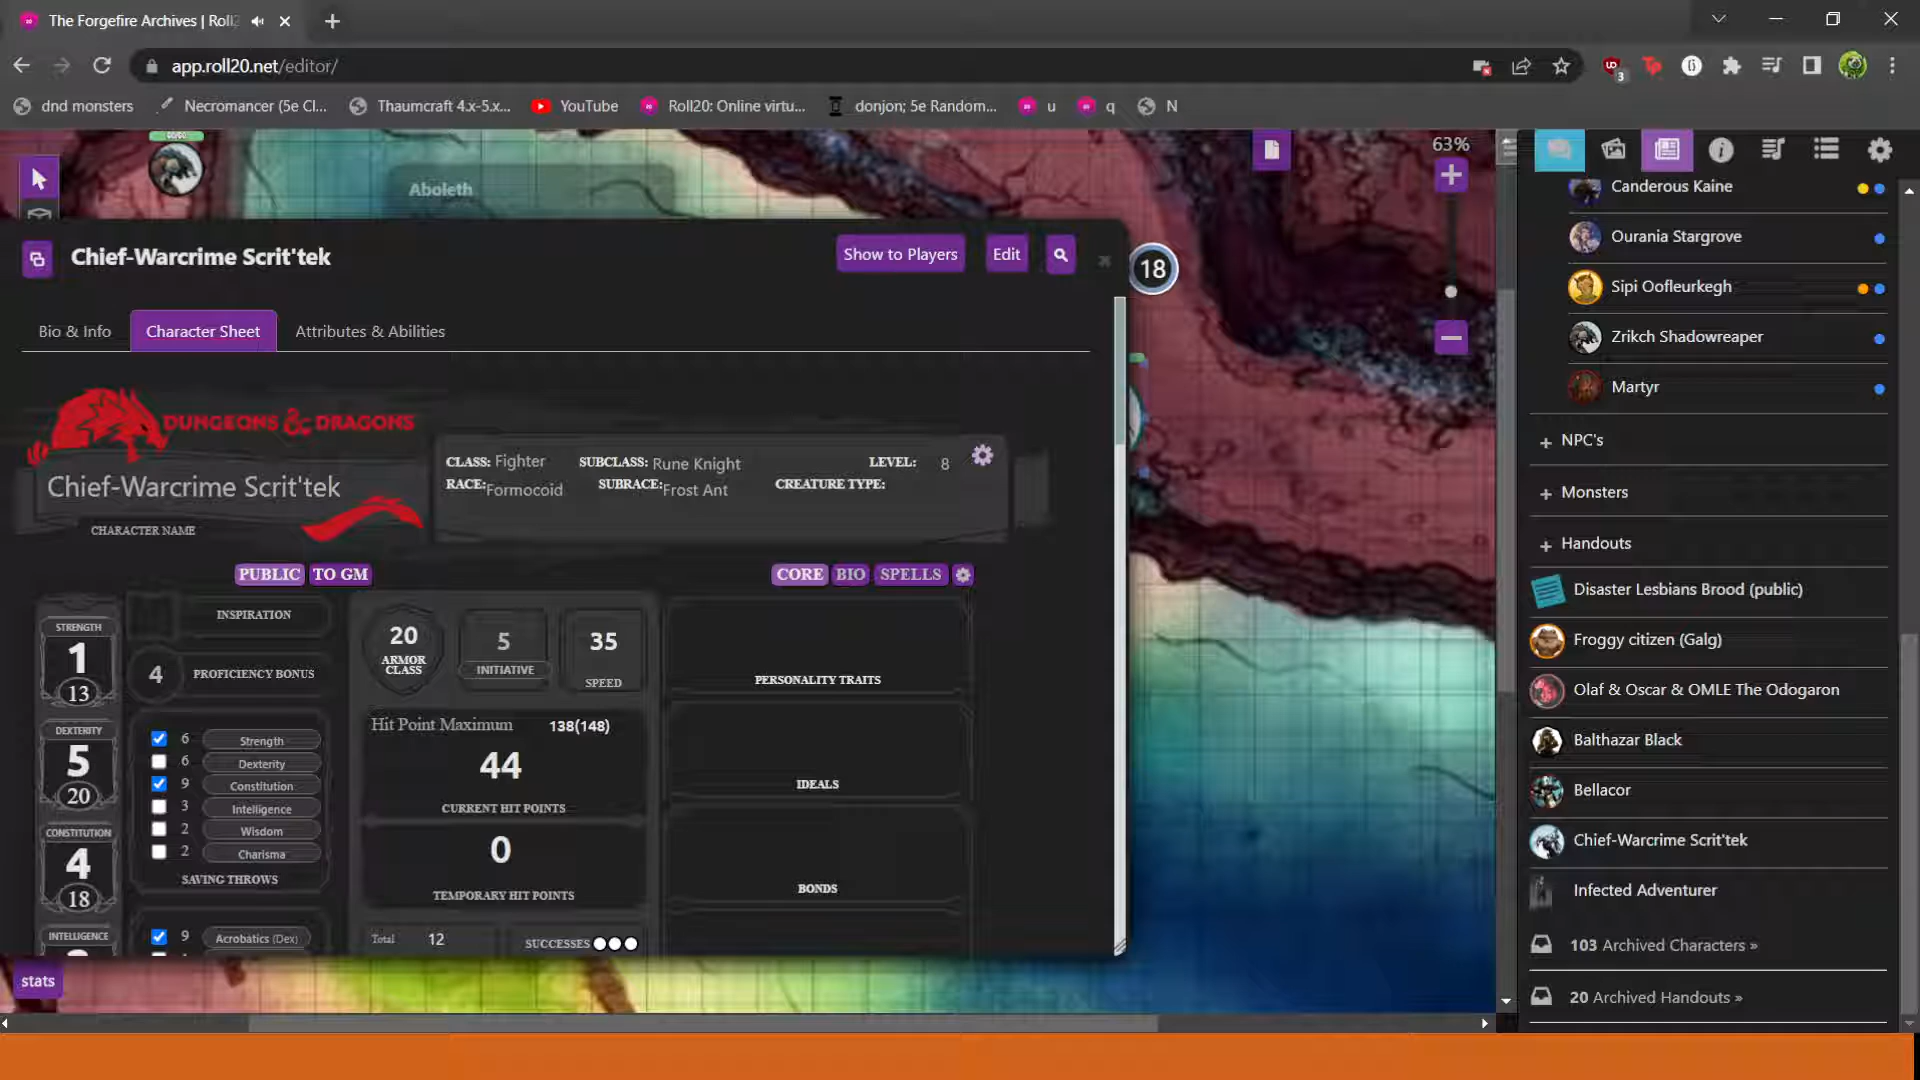 The Forgefire Archives | Roll2
app.roll20.net/editor/
3
dnd monsters
Necromancer (5e Cl...
Thaumcraft 4.x-5.x...
YouTube
Roll20: Online virtu...
donjon; 5e Random...
u
q
N
63%
Aboleth
Chief-Warcrime Scrit'tek
Show to Players
Edit
18
Bio & Info
Character Sheet
Attributes & Abilities
DUNGEONS & DRAGONS
Chief-Warcrime Scrit'tek
CHARACTER NAME
CLASS: Fighter
SUBCLASS: Rune Knight
LEVEL: 8
RACE: Formocoid
SUBRACE: Frost Ant
CREATURE TYPE:
PUBLIC
TO GM
CORE
BIO
SPELLS
STRENGTH
1
13
DEXTERITY
5
20
CONSTITUTION
4
18
INTELLIGENCE
INSPIRATION
4 PROFICIENCY BONUS
6 Strength
6 Dexterity
9 Constitution
3 Intelligence
2 Wisdom
2 Charisma
SAVING THROWS
9 Acrobatics (Dex)
20
ARMOR
CLASS
5
INITIATIVE
35
SPEED
Hit Point Maximum 138(148)
44
CURRENT HIT POINTS
0
TEMPORARY HIT POINTS
Total 12
SUCCESSES
PERSONALITY TRAITS
IDEALS
BONDS
stats
Canderous Kaine
Ourania Stargrove
Sipi Oofleurkegh
Zrikch Shadowreaper
Martyr
+ NPC's
+ Monsters
+ Handouts
Disaster Lesbians Brood (public)
Froggy citizen (Galg)
Olaf & Oscar & OMLE The Odogaron
Balthazar Black
Bellacor
Chief-Warcrime Scrit'tek
Infected Adventurer
103 Archived Characters »
20 Archived Handouts »